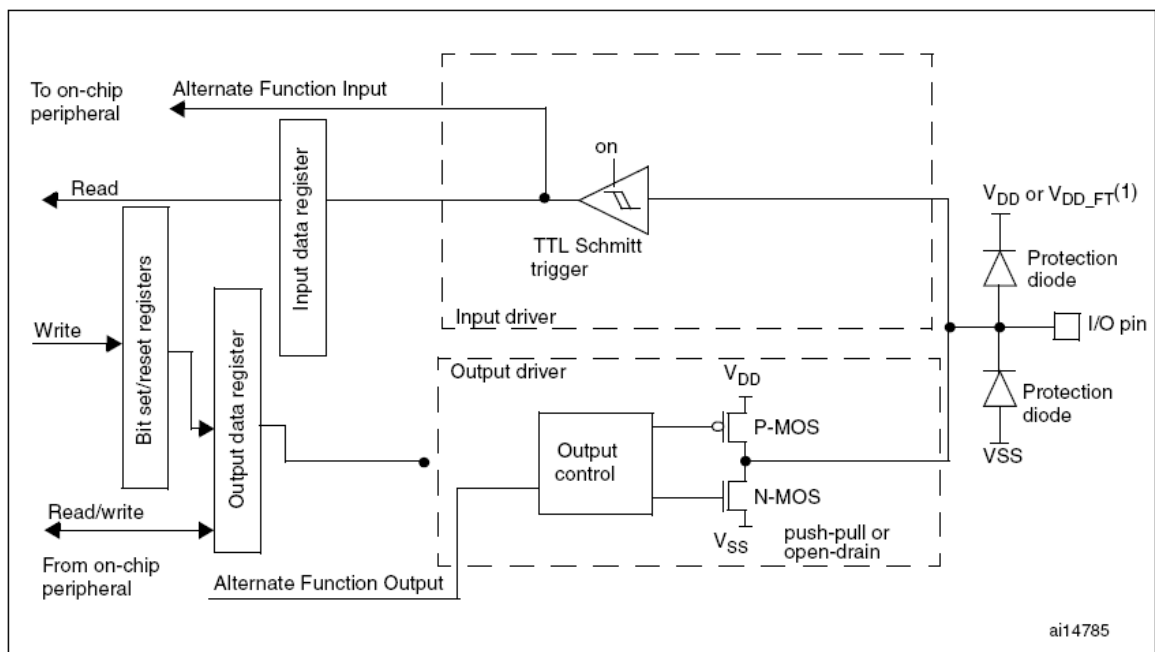 To on-chip
peripheral
Alternate Function Input
on
Read
Input data register
TTL Schmitt
trigger
V_DD or V_DD_FT(1)
Protection
diode
Bit set/reset registers
Write
Input driver
I/O pin
Output data register
Output driver
V_DD
P-MOS
Output
control
N-MOS
Protection
diode
VSS
Read/write
V_SS
push-pull or
open-drain
From on-chip
peripheral
Alternate Function Output
ai14785